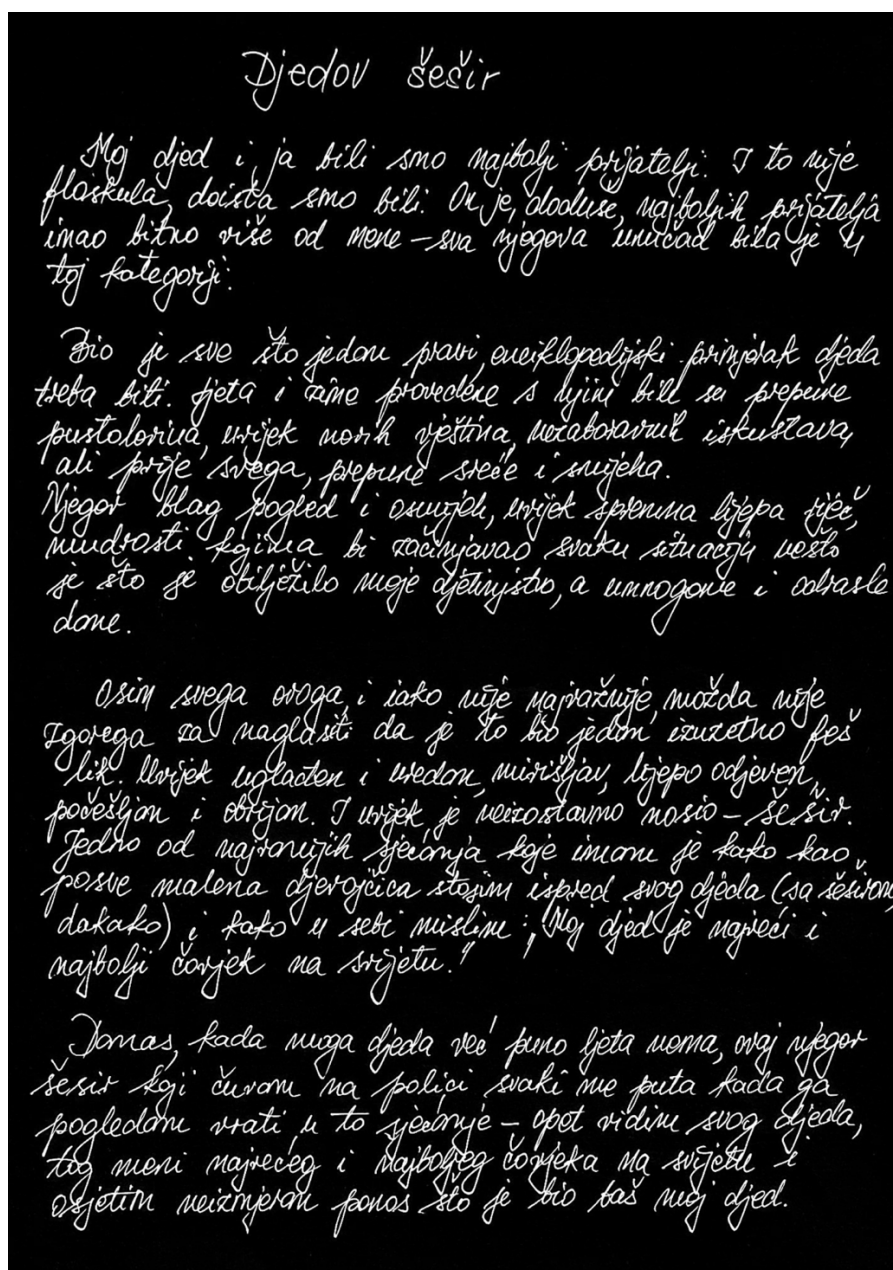 Djedov šešir
Moj djed i ja bili smo najbolji prijatelji. I to nije
floskula, doista smo bili. On je, doduše, najboljih prijatelja
imao bitno više od mene – sva njegova unučad bila je u
toj kategoriji.
Bio je sve što jedan pravi, enciklopedijski primjerak djeda
treba biti. Ljeta i zime provedene s njim bile su prepune
pustolovina, uvijek novih vještina, nezaboravnih iskustava,
ali prije svega, prepune sreće i smijeha.
Njegov blag pogled i osmijeh, uvijek spremna lijepa riječ,
mudrosti kojima bi začinjavao svaku situaciju nešto
je što je obilježilo moje djetinjstvo, a umnogome i odrasle
dane.
Osim svega ovoga, i iako nije najvažnije, možda nije
zgorega za naglasiti da je to bio jedan izuzetno feš
lik. Uvijek uglađen i uredan, mirišljav, lijepo odjeven,
počešljan i obrijan. I uvijek je neizostavno nosio – šešir.
Jedno od najranijih sjećanja koje imam je kako kao
posve malena djevojčica stojim ispred svog djeda (sa šeširom,
dakako) i kako u sebi mislim: „Moj djed je najveći i
najbolji čovjek na svijetu."
Danas, kada moga djeda već puno ljeta nema, ovaj njegov
šešir koji čuvam na polici svaki me puta kada ga
pogledam vrati u to sjećanje – opet vidim svog djeda,
tog meni najvećeg i najboljeg čovjeka na svijetu i
osjetim neizmjeran ponos što je bio baš moj djed.